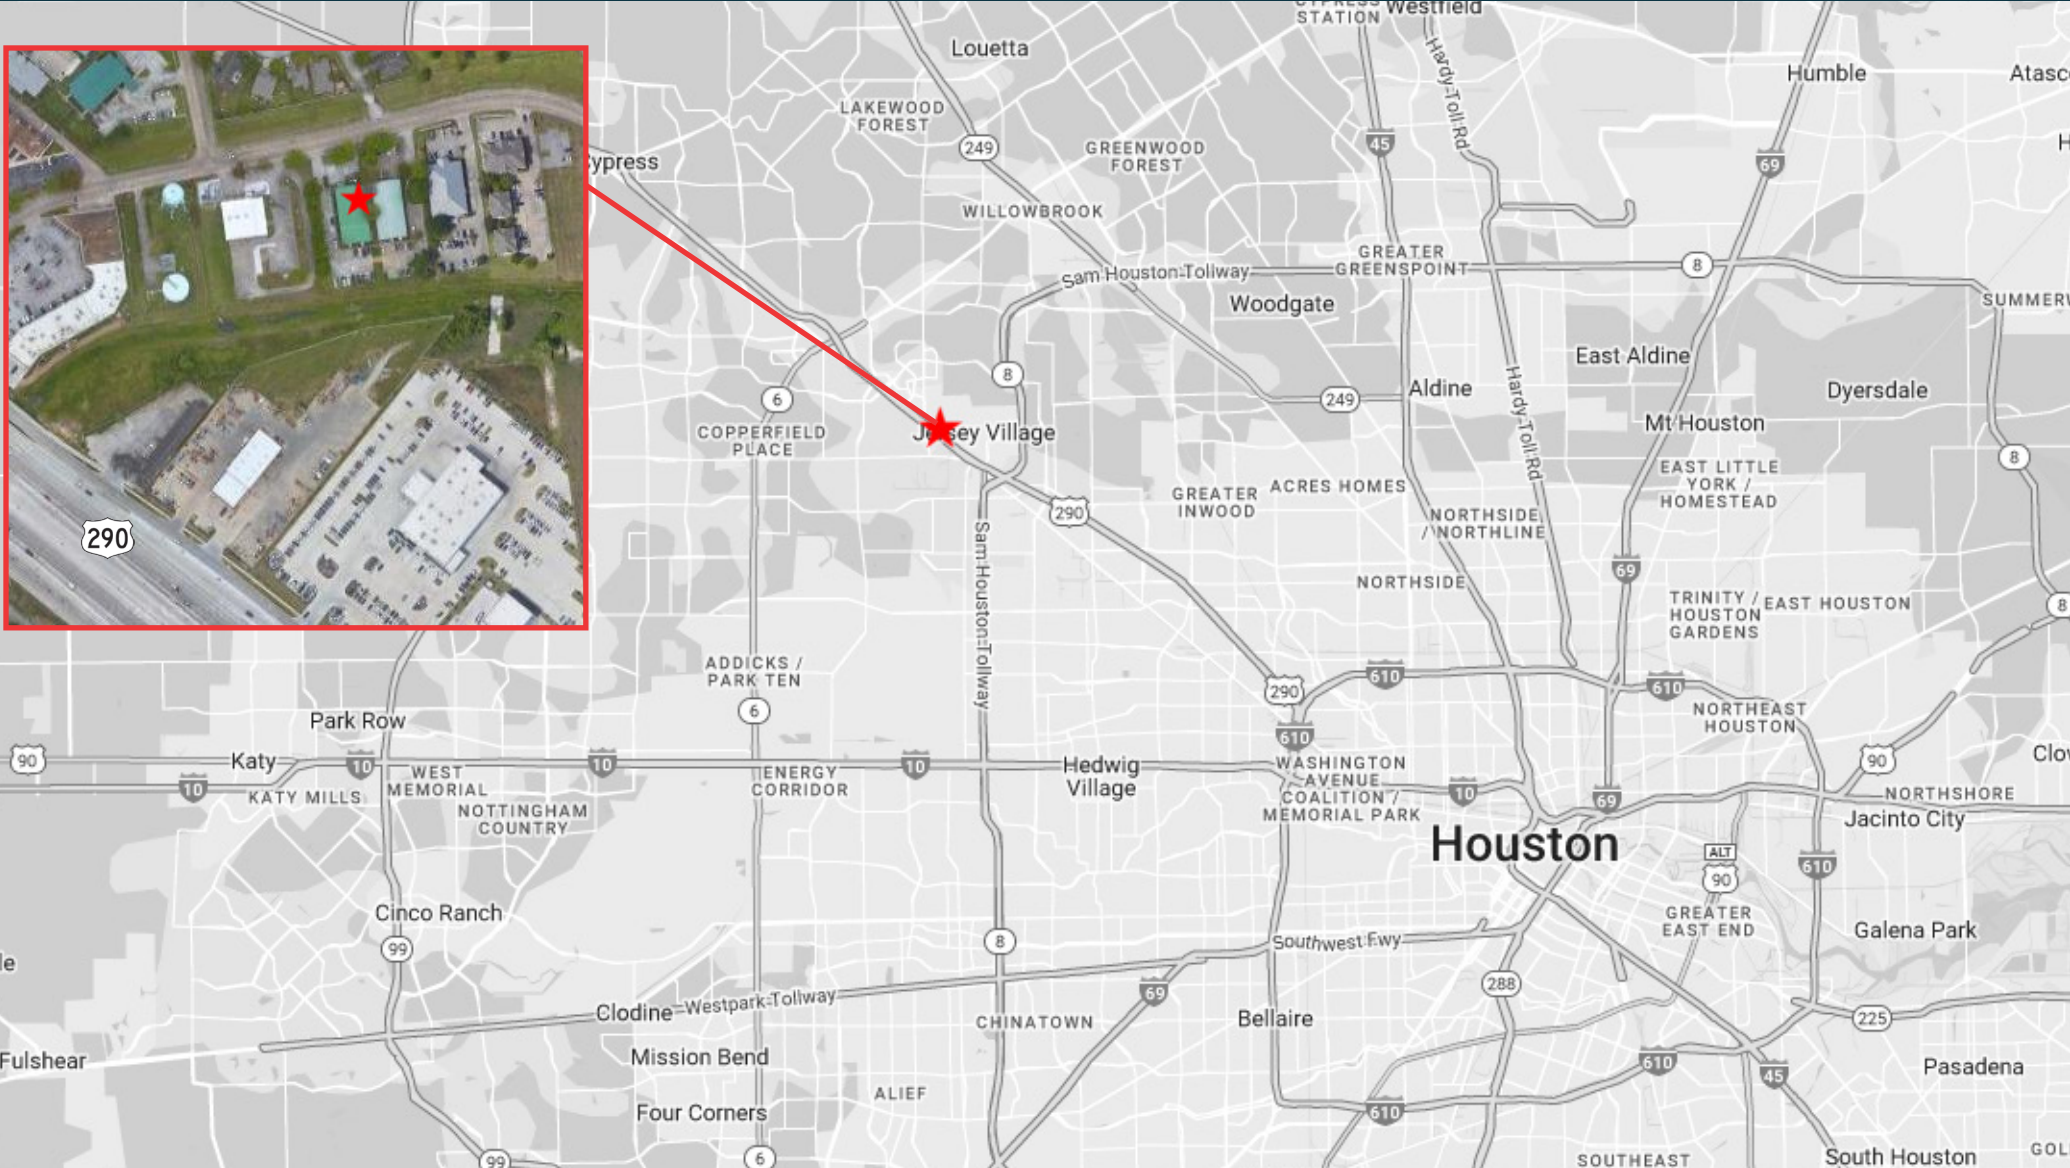 CYPRESS
STATION
Westfield
Louetta
Hardy Toll Rd
Humble
LAKEWOOD
FOREST
249
GREENWOOD
FOREST
45
69
WILLOWBROOK
GREATER
GREENSPOINT
Sam Houston Tollway
8
Woodgate
East Aldine
8
6
249
Aldine
Hardy Toll Rd
Dyersdale
COPPERFIELD
PLACE
Jersey Village
Mt Houston
8
EAST LITTLE
YORK /
HOMESTEAD
GREATER
INWOOD
ACRES HOMES
290
290
NORTHSIDE
/ NORTHLINE
Sam Houston Tollway
NORTHSIDE
69
TRINITY /
HOUSTON
GARDENS
EAST HOUSTON
8
ADDICKS /
PARK TEN
610
610
290
6
Park Row
NORTHEAST
HOUSTON
610
90
Katy
10
10
10
10
WEST
MEMORIAL
KATY MILLS
NOTTINGHAM
COUNTRY
ENERGY
CORRIDOR
Hedwig
Village
WASHINGTON
AVENUE
COALITION /
MEMORIAL PARK
10
69
90
NORTHSHORE
Jacinto City
Houston
ALT
90
610
Cinco Ranch
99
8
Southwest Fwy
GREATER
EAST END
Galena Park
69
288
Clodine
Westpark Tollway
CHINATOWN
Bellaire
225
Fulshear
Mission Bend
610
45
Pasadena
ALIEF
Four Corners
610
99
6
SOUTHEAST
South Houston